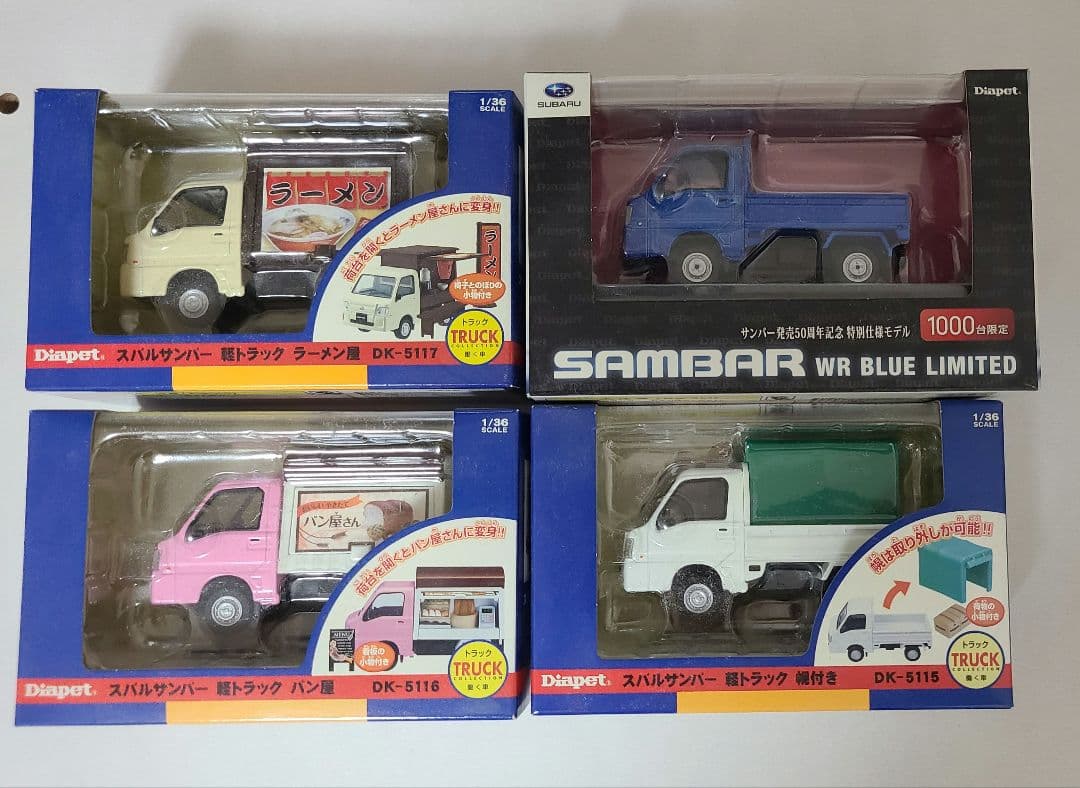 1/36
SCALE
ラーメン
荷台を開くとラーメン屋さんに変身!!
ラーメン
椅子とのぼりの
小物付き
トラック
TRUCK
COLLECTION
働く車
Diapet スバルサンバー 軽トラック ラーメン屋 DK-5117
SUBARU
Diapet
サンバー発売50周年記念 特別仕様モデル 1000台限定
SAMBAR WR BLUE LIMITED
1/36
SCALE
パン屋さん
荷台を開くとパン屋さんに変身!!
MENU
看板の
小物付き
トラック
TRUCK
COLLECTION
働く車
Diapet スバルサンバー 軽トラック パン屋 DK-5116
1/36
SCALE
幌は取り外しが可能!!
荷物の
小物付き
トラック
TRUCK
COLLECTION
働く車
Diapet スバルサンバー 軽トラック 幌付き DK-5115